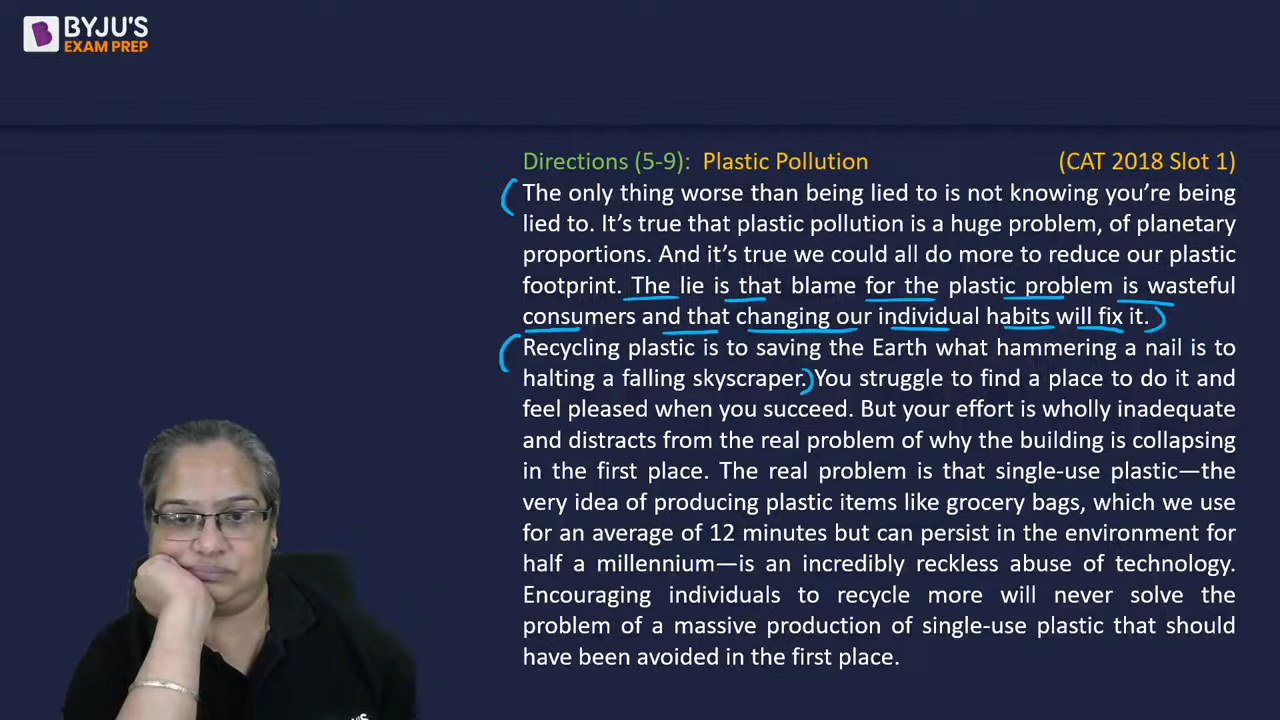 BYJU'S
EXAM PREP
Directions (5-9): Plastic Pollution (CAT 2018 Slot 1)
The only thing worse than being lied to is not knowing you're being
lied to. It's true that plastic pollution is a huge problem, of planetary
proportions. And it's true we could all do more to reduce our plastic
footprint. The lie is that blame for the plastic problem is wasteful
consumers and that changing our individual habits will fix it.
Recycling plastic is to saving the Earth what hammering a nail is to
halting a falling skyscraper. You struggle to find a place to do it and
feel pleased when you succeed. But your effort is wholly inadequate
and distracts from the real problem of why the building is collapsing
in the first place. The real problem is that single-use plastic—the
very idea of producing plastic items like grocery bags, which we use
for an average of 12 minutes but can persist in the environment for
half a millennium—is an incredibly reckless abuse of technology.
Encouraging individuals to recycle more will never solve the
problem of a massive production of single-use plastic that should
have been avoided in the first place.